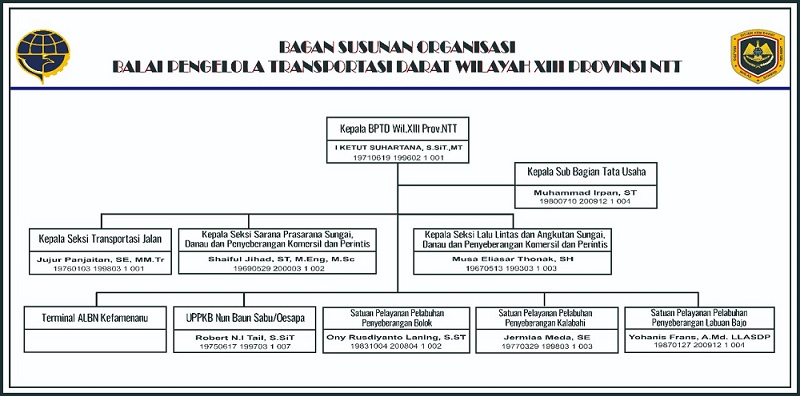 BAGAN SUSUNAN ORGANISASI
BALAI PENGELOLA TRANSPORTASI DARAT WILAYAH XIII PROVINSI NTT
Kepala BPTD Wil.XIII Prov.NTT
I KETUT SUHARTANA, S.SiT.,MT
19710619 199602 1 001
Kepala Sub Bagian Tata Usaha
Muhammad Irpan, ST
19800710 200912 1 004
Kepala Seksi Transportasi Jalan
Jujur Panjaitan, SE, MM.Tr
19760103 199803 1 001
Kepala Seksi Sarana Prasarana Sungai,
Danau dan Penyeberangan Komersil dan Perintis
Shaiful Jihad, ST, M.Eng, M.Sc
19690529 200003 1 002
Kepala Seksi Lalu Lintas dan Angkutan Sungai,
Danau dan Penyeberangan Komersil dan Perintis
Musa Eliasar Thonak, SH
19670513 199303 1 003
Terminal ALBN Kefamenanu
UPPKB Nun Baun Sabu/Oesapa
Robert N.I Tail, S.SiT
19750617 199703 1 007
Satuan Pelayanan Pelabuhan
Penyeberangan Bolok
Ony Rusdiyanto Laning, S.ST
19831004 200804 1 002
Satuan Pelayanan Pelabuhan
Penyeberangan Kalabahi
Jermias Meda, SE
19770329 199803 1 003
Satuan Pelayanan Pelabuhan
Penyeberangan Labuan Bajo
Yohanis Frans, A.Md. LLASDP
19870127 200912 1 004